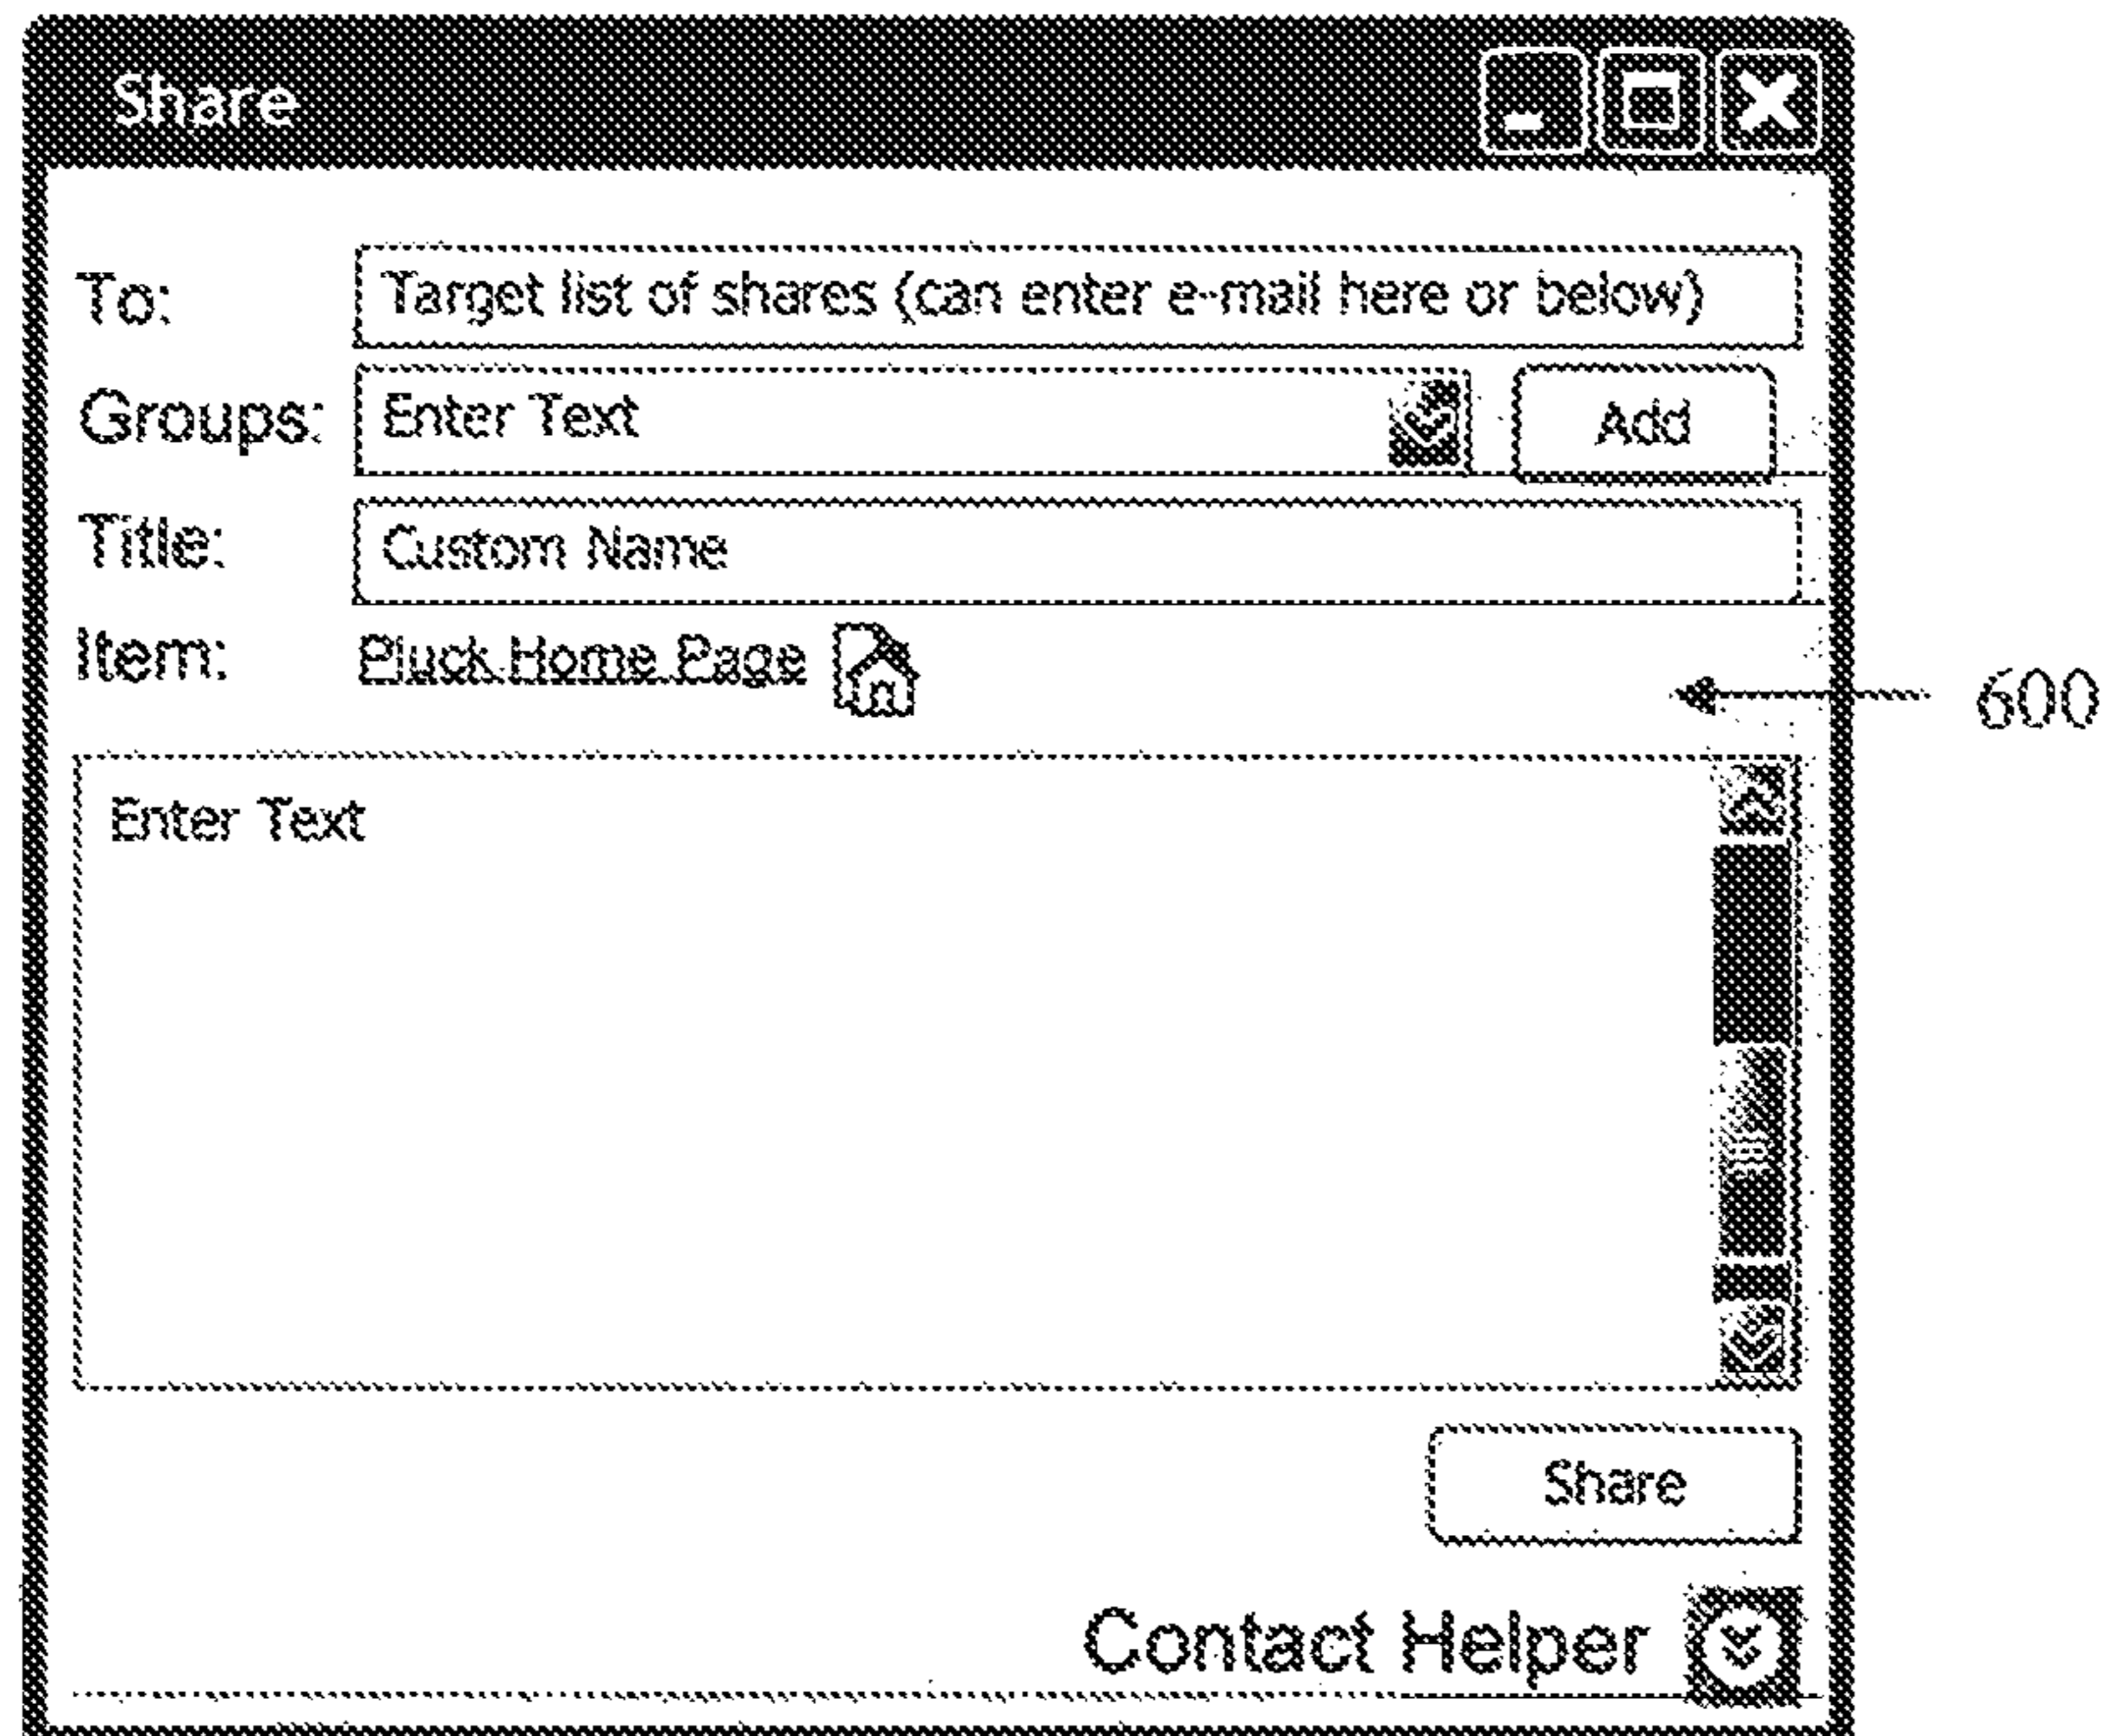 Share
To: Target list of shares (can enter e-mail here or below)
Groups: Enter Text Add
Title: Custom Name
Item: Pluck Home Page
600
Enter Text
Share
Contact Helper